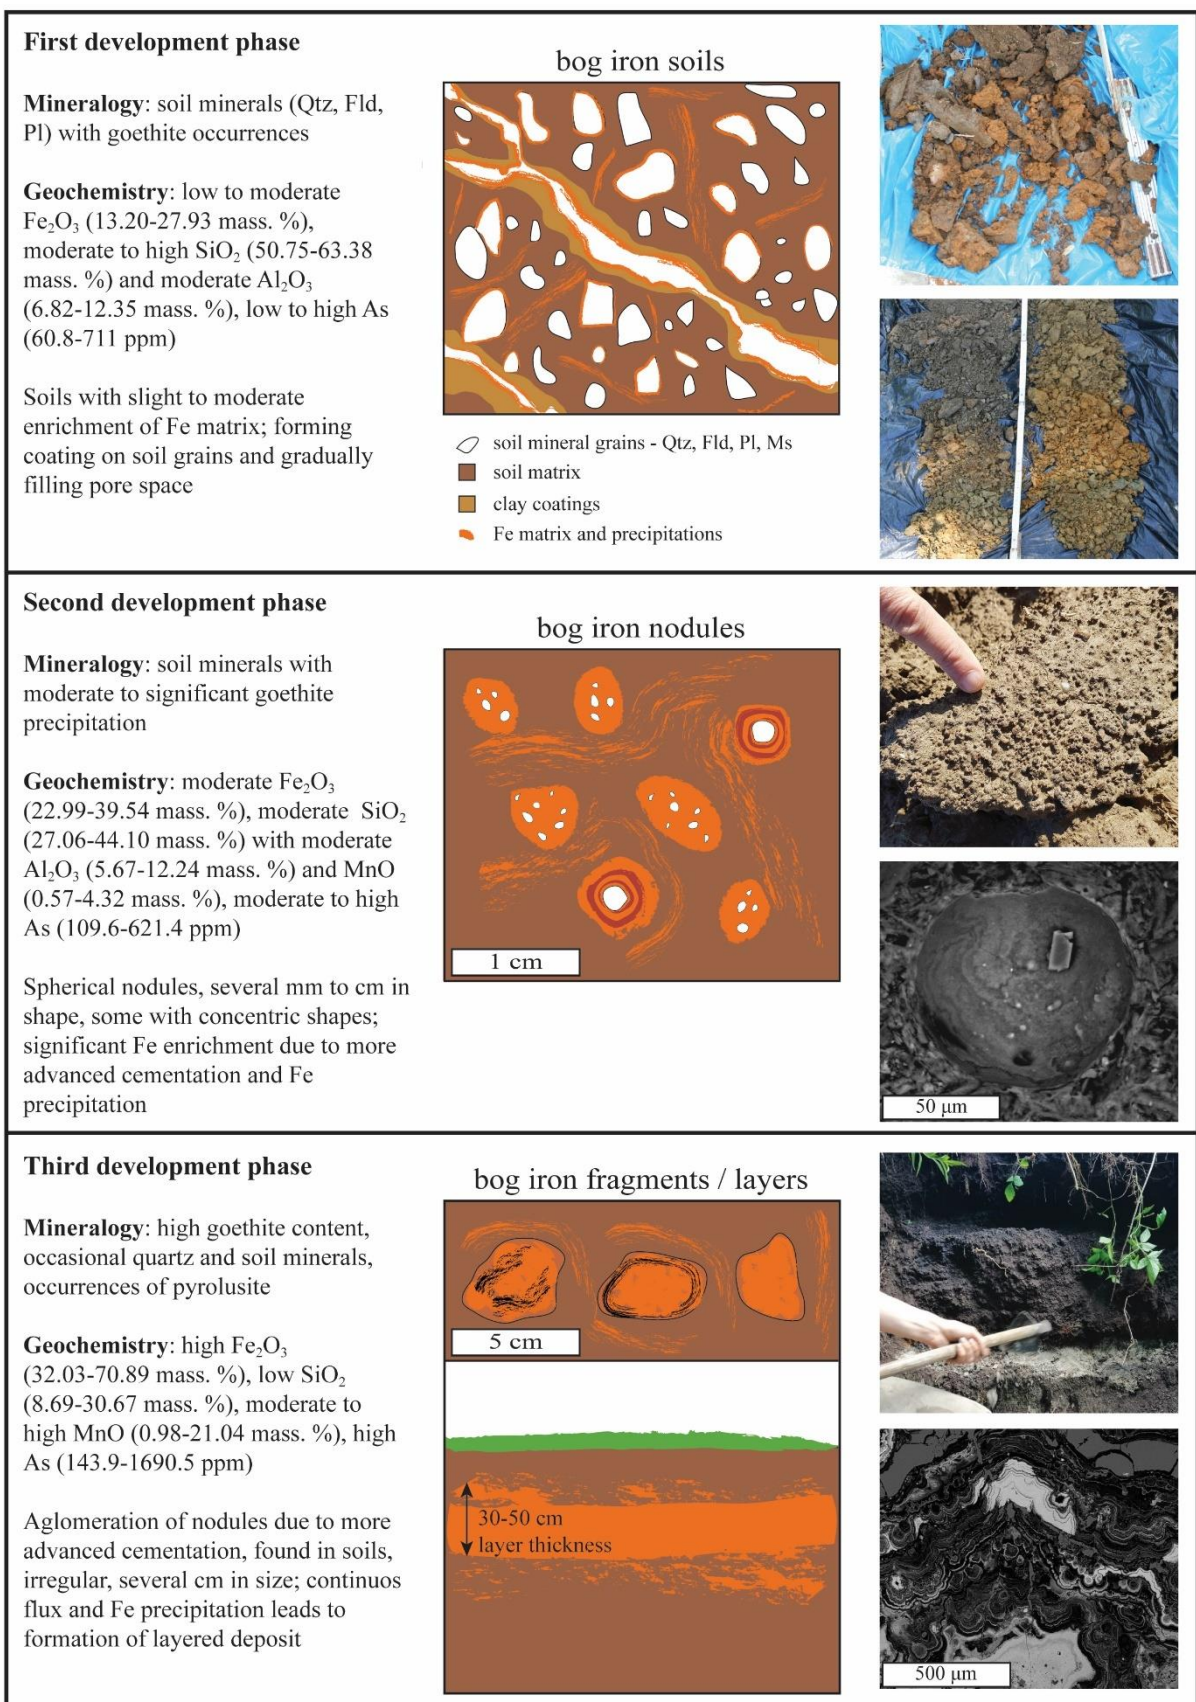 First development phase
Mineralogy: soil minerals (Qtz, Fld,
Pl) with goethite occurrences
Geochemistry: low to moderate
Fe₂O₃ (13.20-27.93 mass. %),
moderate to high SiO₂ (50.75-63.38
mass. %) and moderate Al₂O₃
(6.82-12.35 mass. %), low to high As
(60.8-711 ppm)
Soils with slight to moderate
enrichment of Fe matrix; forming
coating on soil grains and gradually
filling pore space
bog iron soils
soil mineral grains - Qtz, Fld, Pl, Ms
soil matrix
clay coatings
Fe matrix and precipitations
Second development phase
Mineralogy: soil minerals with
moderate to significant goethite
precipitation
Geochemistry: moderate Fe₂O₃
(22.99-39.54 mass. %), moderate SiO₂
(27.06-44.10 mass. %) with moderate
Al₂O₃ (5.67-12.24 mass. %) and MnO
(0.57-4.32 mass. %), moderate to high
As (109.6-621.4 ppm)
Spherical nodules, several mm to cm in
shape, some with concentric shapes;
significant Fe enrichment due to more
advanced cementation and Fe
precipitation
bog iron nodules
1 cm
50 μm
Third development phase
Mineralogy: high goethite content,
occasional quartz and soil minerals,
occurrences of pyrolusite
Geochemistry: high Fe₂O₃
(32.03-70.89 mass. %), low SiO₂
(8.69-30.67 mass. %), moderate to
high MnO (0.98-21.04 mass. %), high
As (143.9-1690.5 ppm)
Aglomeration of nodules due to more
advanced cementation, found in soils,
irregular, several cm in size; continuos
flux and Fe precipitation leads to
formation of layered deposit
bog iron fragments / layers
5 cm
30-50 cm
layer thickness
500 μm